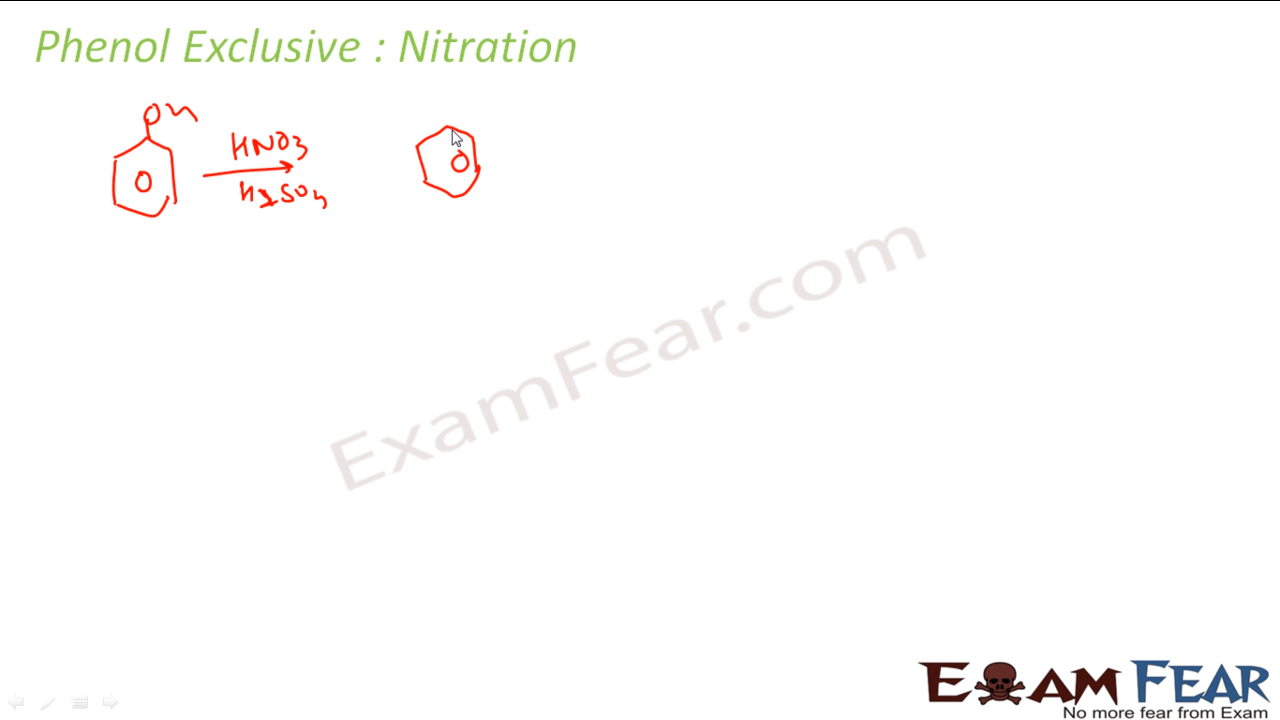 Phenol Exclusive : Nitration
OH
HNO3
H2SO4
ExamFear.com
EXAM FEAR
No more fear from Exam